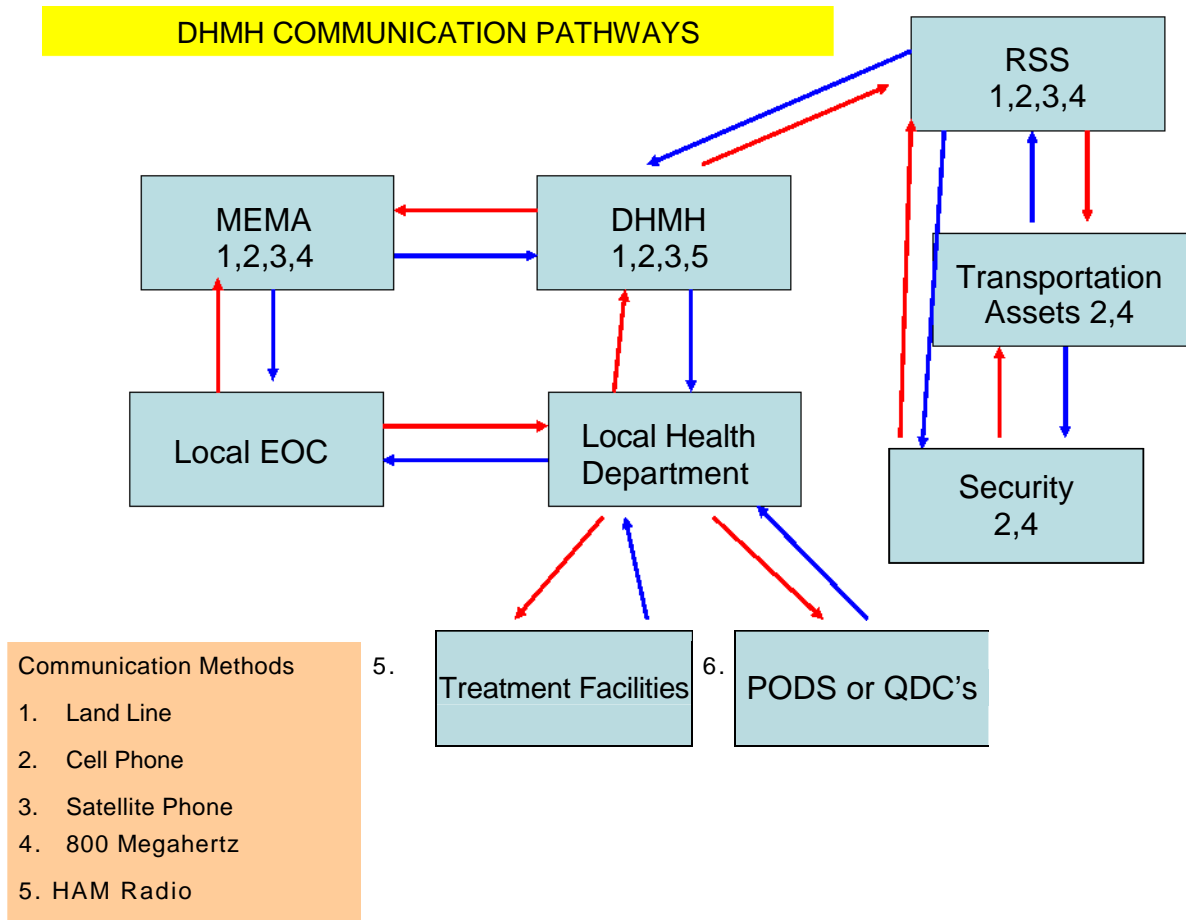 DHMH COMMUNICATION PATHWAYS
RSS
1,2,3,4
MEMA
1,2,3,4
DHMH
1,2,3,5
Transportation
Assets 2,4
Local EOC
Local Health
Department
Security
2,4
5.
Treatment Facilities
6.
PODS or QDC’s
Communication Methods
1. Land Line
2. Cell Phone
3. Satellite Phone
4. 800 Megahertz
5. HAM Radio